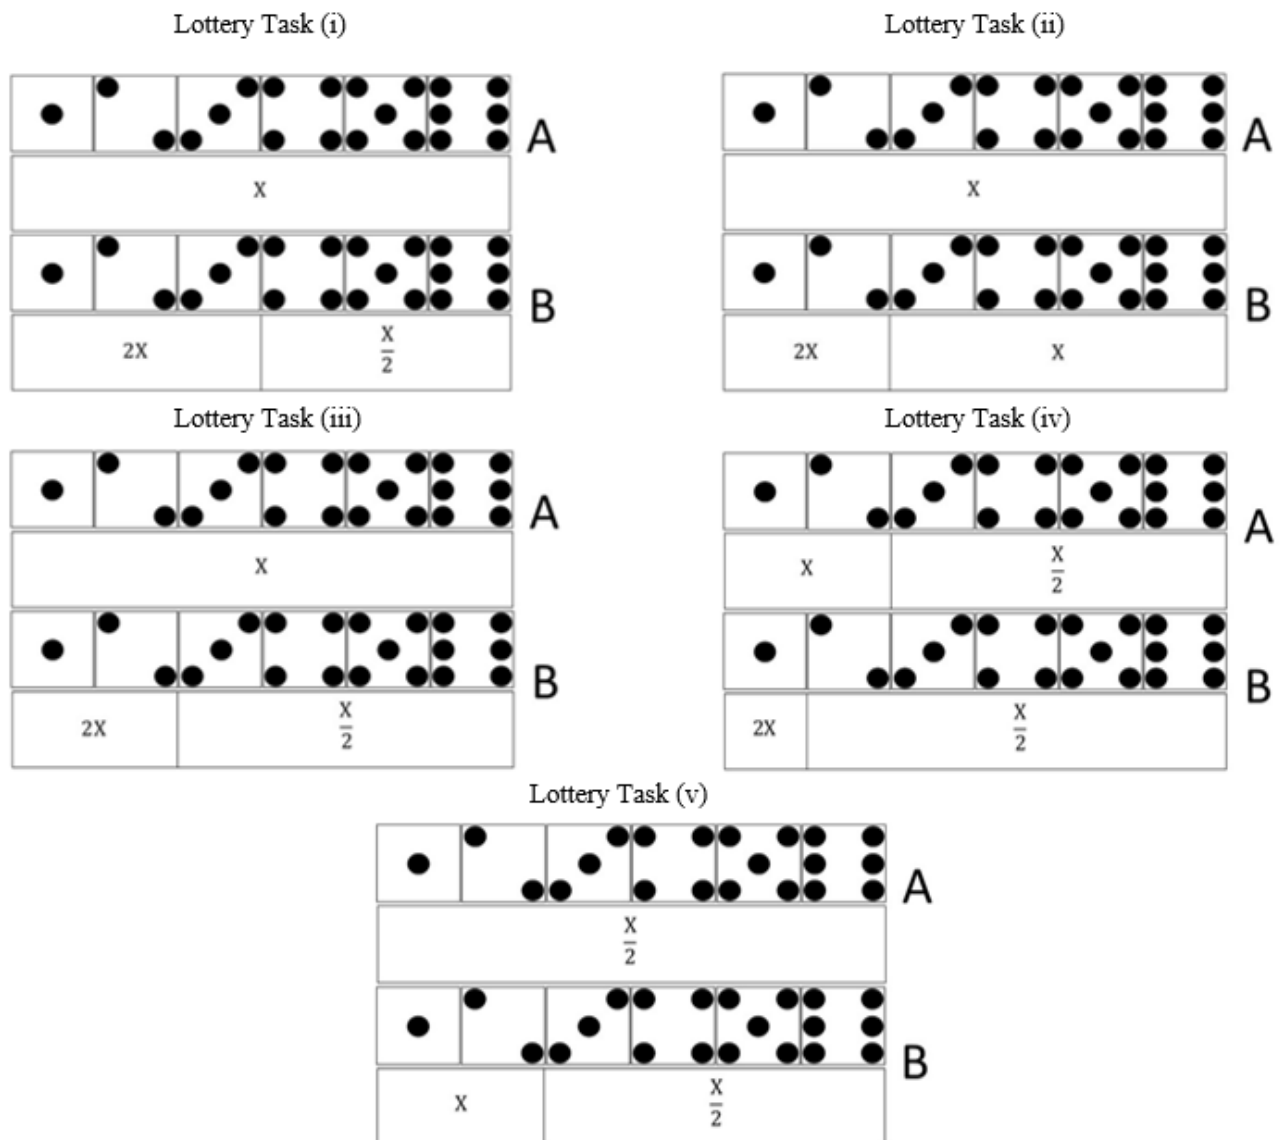 Lottery Task (i)
A
X
B
2X
X
2
Lottery Task (ii)
A
X
B
2X
X
Lottery Task (iii)
A
X
B
2X
X
2
Lottery Task (iv)
A
X
X
2
B
2X
X
2
Lottery Task (v)
A
X
2
B
X
X
2